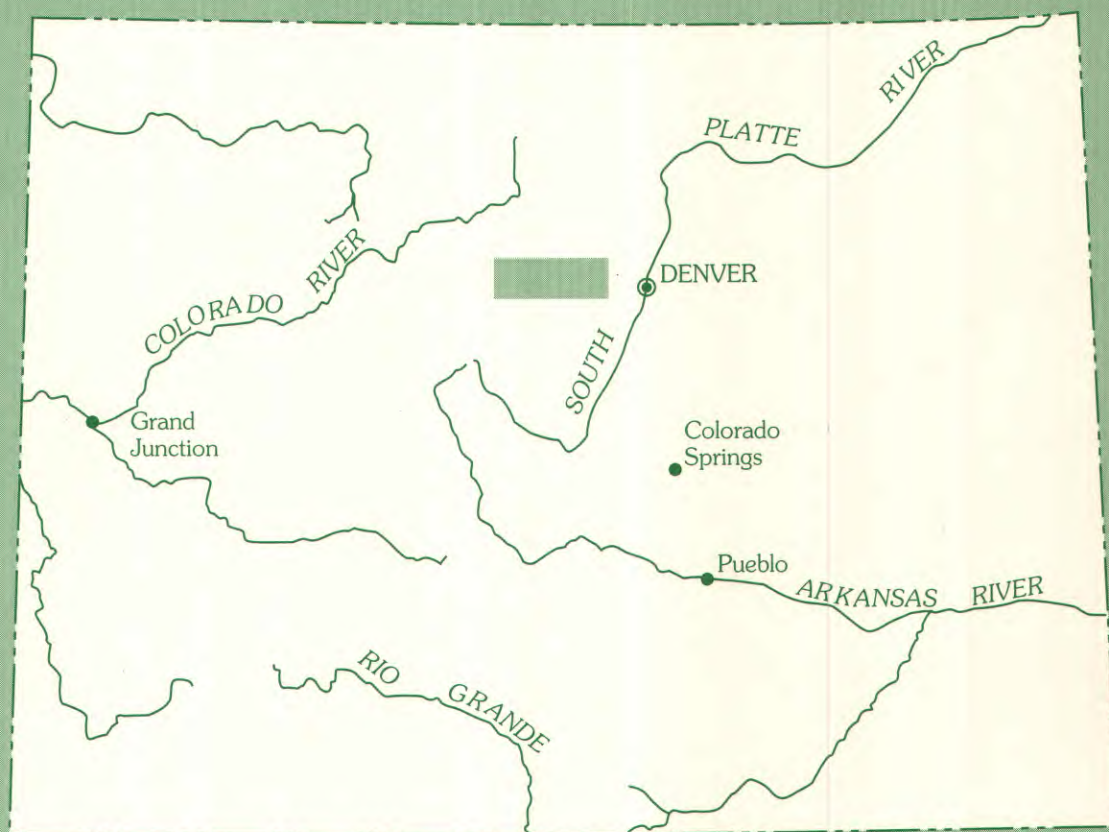 SOUTH PLATTE RIVER
DENVER
COLORADO RIVER
Grand
Junction
Colorado
Springs
Pueblo
ARKANSAS RIVER
RIO GRANDE